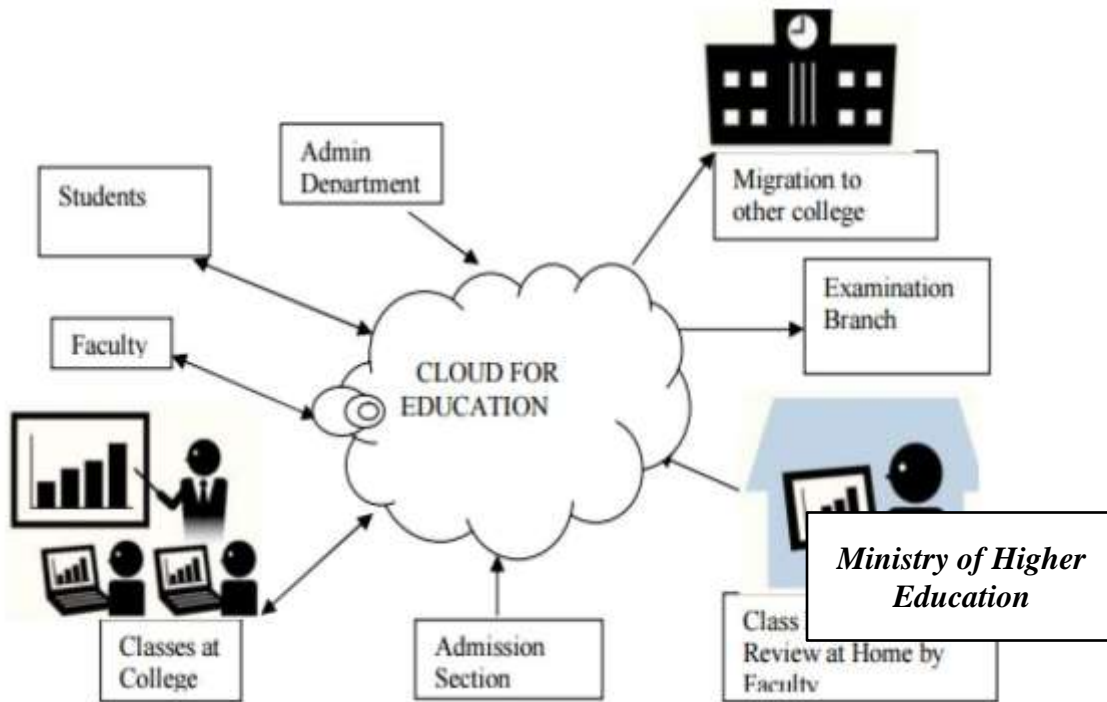 Admin
Department
Students
Migration to
other college
Examination
Branch
Faculty
CLOUD FOR
EDUCATION
Ministry of Higher
Education
Classes at
College
Admission
Section
Class
Review at Home by
Faculty